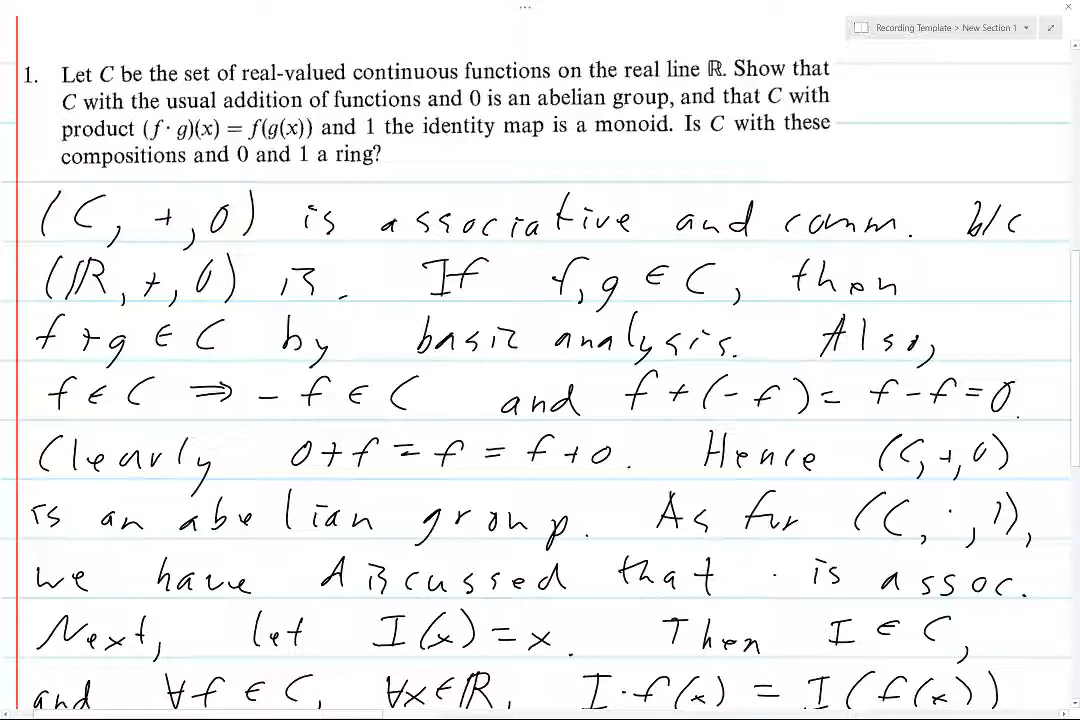 Recording Template > New Section 1
1. Let C be the set of real-valued continuous functions on the real line ℝ. Show that
C with the usual addition of functions and 0 is an abelian group, and that C with
product (f · g)(x) = f(g(x)) and 1 the identity map is a monoid. Is C with these
compositions and 0 and 1 a ring?
(C, +, 0) is associative and comm. b/c
(ℝ, +, 0) is. If f, g ∈ C, then
f + g ∈ C by basic analysis. Also,
f ∈ C ⇒ -f ∈ C and f + (-f) = f - f = 0.
Clearly 0 + f = f = f + 0. Hence (C, +, 0)
is an abelian group. As for (C, ·, 1),
we have discussed that · is assoc.
Next, let I(x) = x. Then I ∈ C,
and ∀f ∈ C, ∀x ∈ ℝ, I·f(x) = I(f(x))